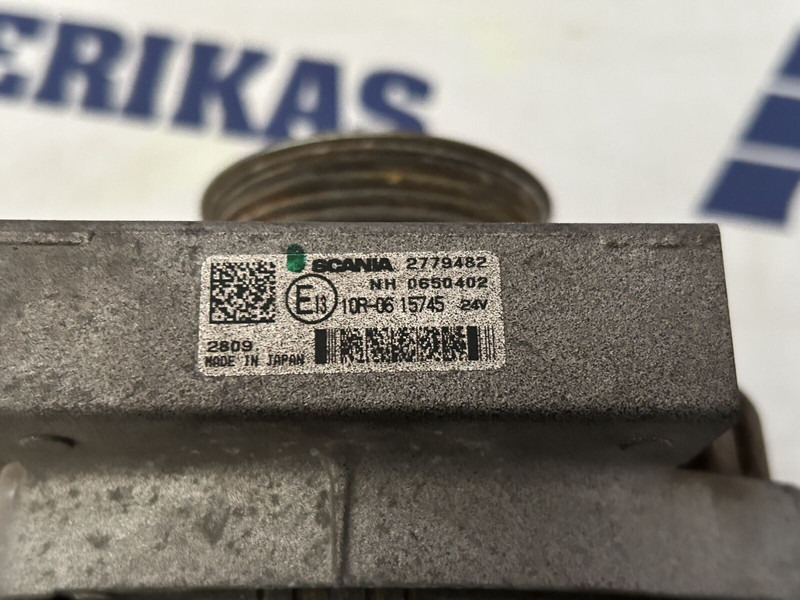 ERIKAS
SCANIA 2779482
NH 0650402
E13 10R-06 15745 24V
2809
MADE IN JAPAN